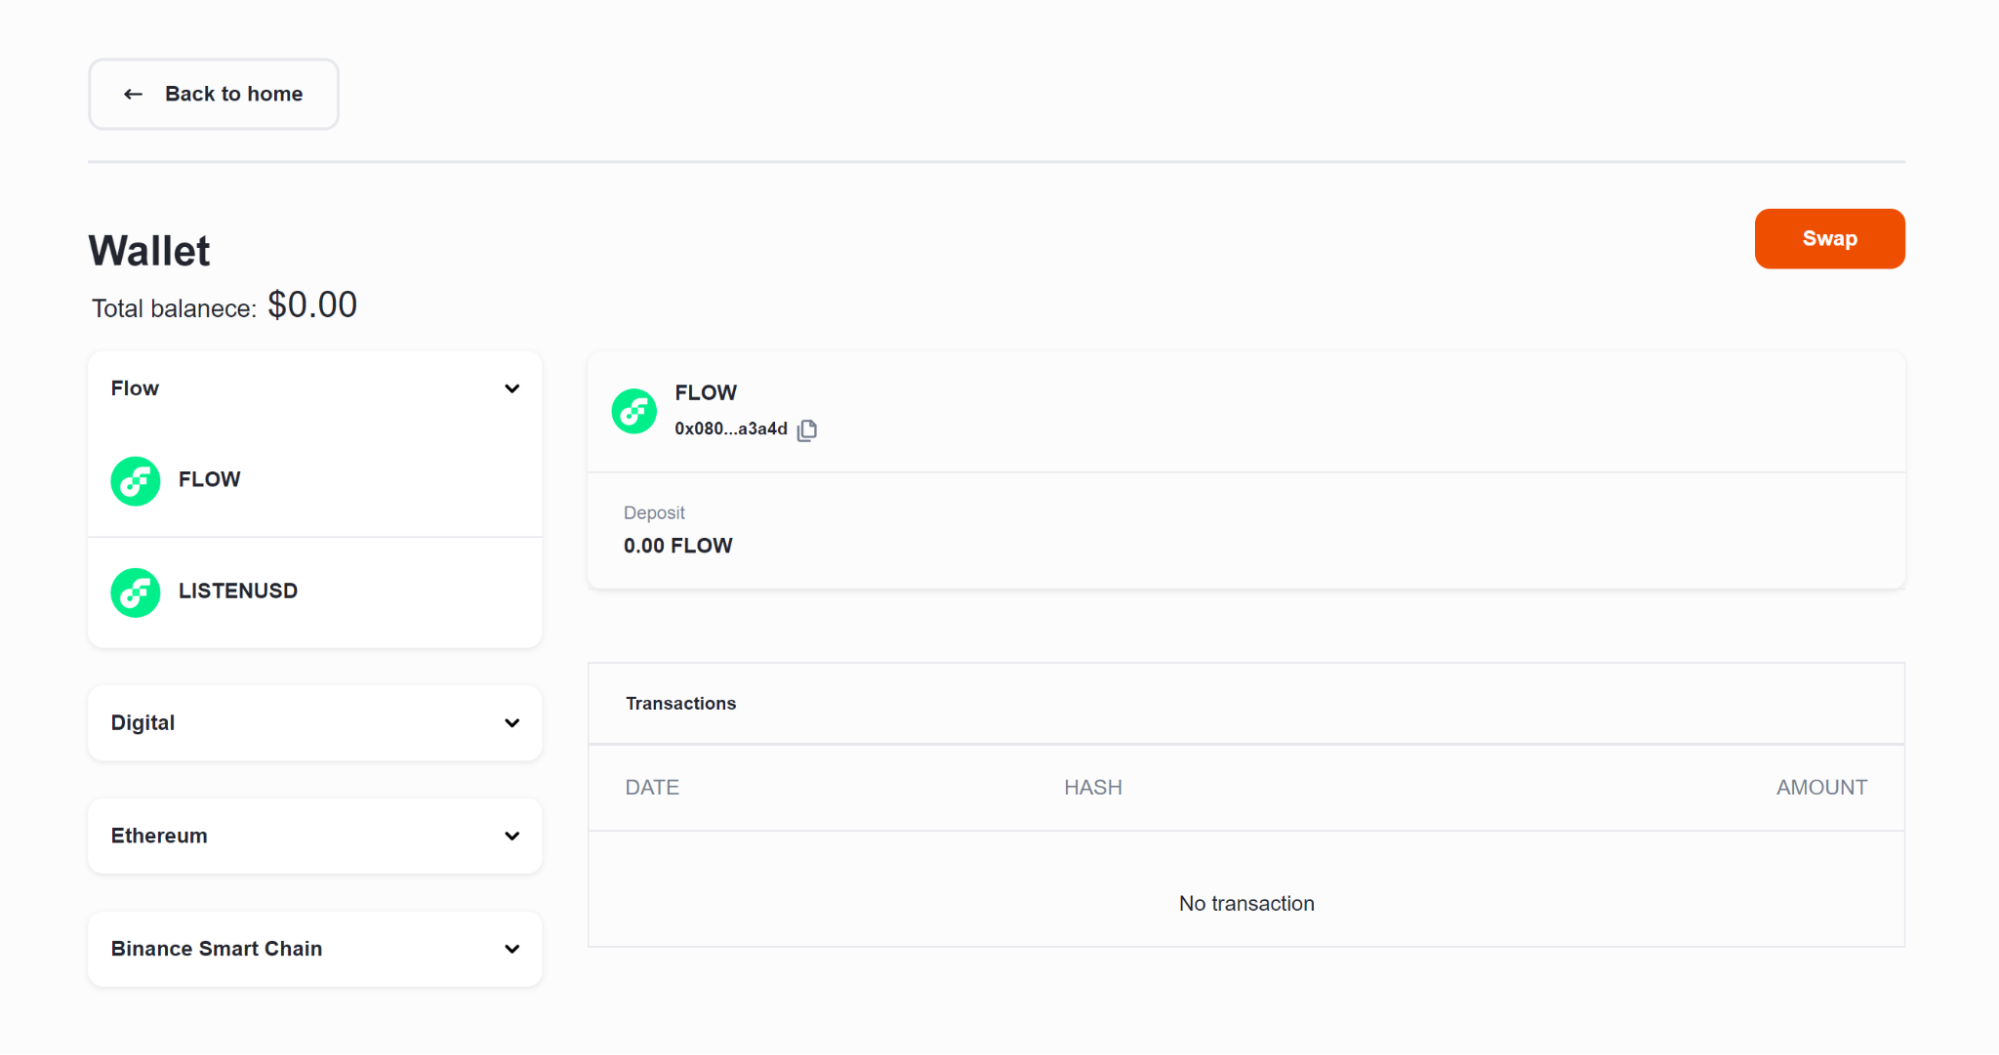 Back to home
Wallet
Swap
Total balanece: $0.00
Flow
FLOW
LISTENUSD
Digital
Ethereum
Binance Smart Chain
FLOW
0x080...a3a4d
Deposit
0.00 FLOW
Transactions
DATE HASH AMOUNT
No transaction